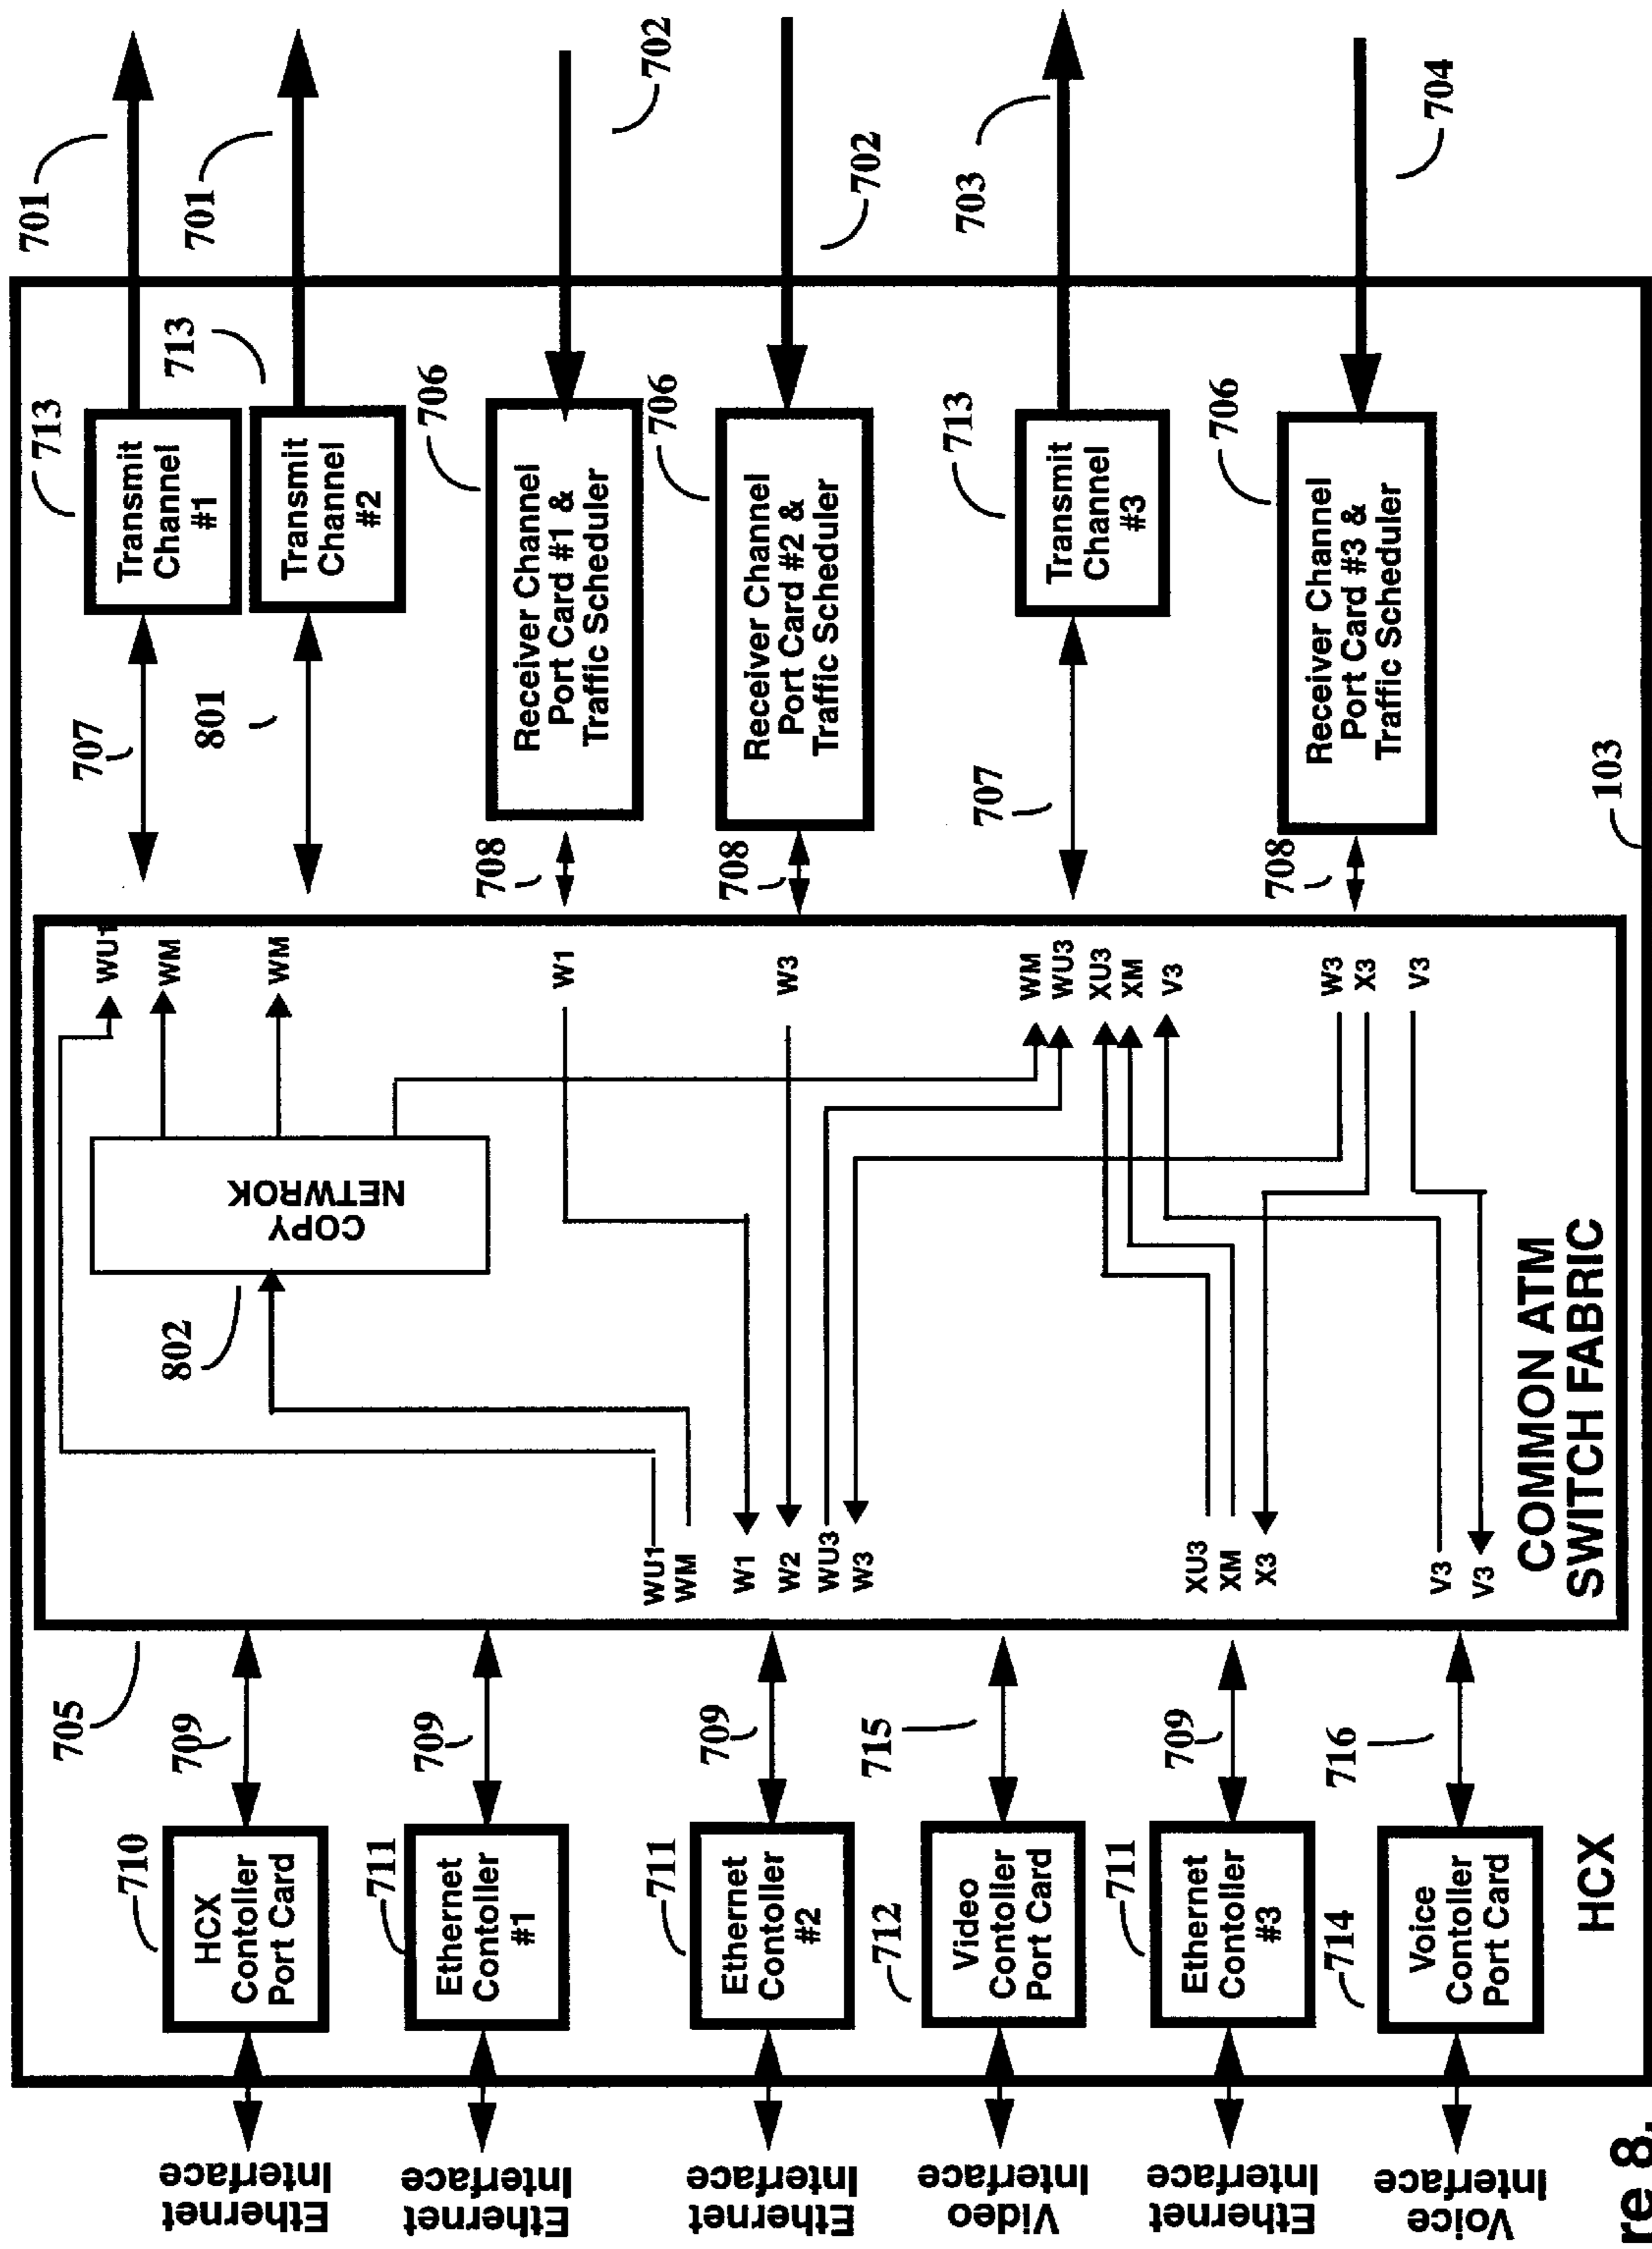 701
701
702
702
703
704
713
Transmit
Channel
#1
713
Transmit
Channel
#2
706
Receiver Channel
Port Card #1 &
Traffic Scheduler
706
Receiver Channel
Port Card #2 &
Traffic Scheduler
713
Transmit
Channel
#3
706
Receiver Channel
Port Card #3 &
Traffic Scheduler
707
801
708
708
707
708
103
WU1
WM
WM
W1
W3
WM
WU3
XU3
XM
V3
W3
X3
V3
COPY
NETWROK
802
WU1
WM
W1
W2
WU3
W3
XU3
XM
X3
V3
V3
COMMON ATM
SWITCH FABRIC
705
709
709
709
715
709
716
710
HCX
Contoller
Port Card
711
Ethernet
Contoller
#1
711
Ethernet
Contoller
#2
712
Video
Contoller
Port Card
711
Ethernet
Contoller
#3
714
Voice
Contoller
Port Card
HCX
Ethernet
Interface
Ethernet
Interface
Ethernet
Interface
Video
Interface
Ethernet
Interface
Voice
Interface
re 8.